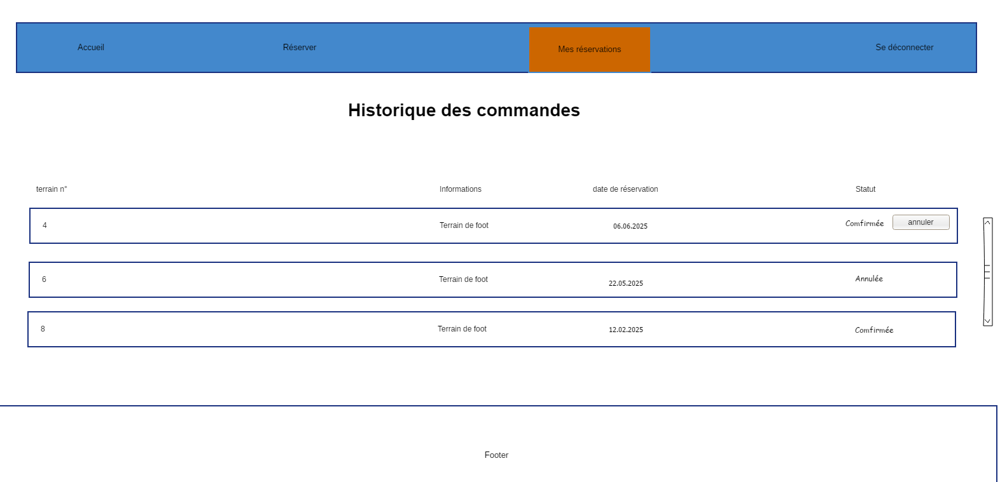 Accueil Réserver Mes réservations Se déconnecter
Historique des commandes
terrain n° Informations date de réservation Statut
4 Terrain de foot 06.06.2025 Comfirmée annuler
6 Terrain de foot 22.05.2025 Annulée
8 Terrain de foot 12.02.2025 Comfirmée
Footer